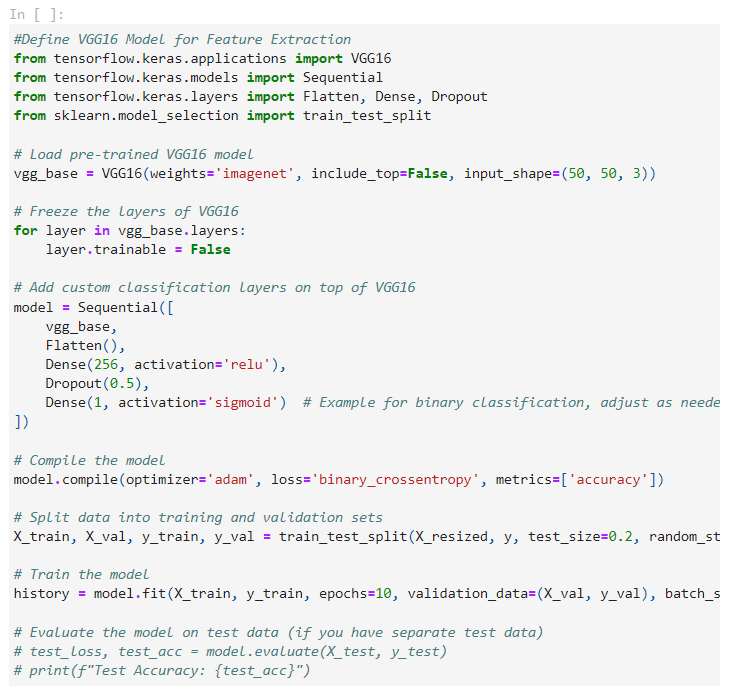 In [ ]:
#Define VGG16 Model for Feature Extraction
from tensorflow.keras.applications import VGG16
from tensorflow.keras.models import Sequential
from tensorflow.keras.layers import Flatten, Dense, Dropout
from sklearn.model_selection import train_test_split

# Load pre-trained VGG16 model
vgg_base = VGG16(weights='imagenet', include_top=False, input_shape=(50, 50, 3))

# Freeze the layers of VGG16
for layer in vgg_base.layers:
    layer.trainable = False

# Add custom classification layers on top of VGG16
model = Sequential([
    vgg_base,
    Flatten(),
    Dense(256, activation='relu'),
    Dropout(0.5),
    Dense(1, activation='sigmoid')  # Example for binary classification, adjust as neede
])

# Compile the model
model.compile(optimizer='adam', loss='binary_crossentropy', metrics=['accuracy'])

# Split data into training and validation sets
X_train, X_val, y_train, y_val = train_test_split(X_resized, y, test_size=0.2, random_st

# Train the model
history = model.fit(X_train, y_train, epochs=10, validation_data=(X_val, y_val), batch_s

# Evaluate the model on test data (if you have separate test data)
# test_loss, test_acc = model.evaluate(X_test, y_test)
# print(f"Test Accuracy: {test_acc}")